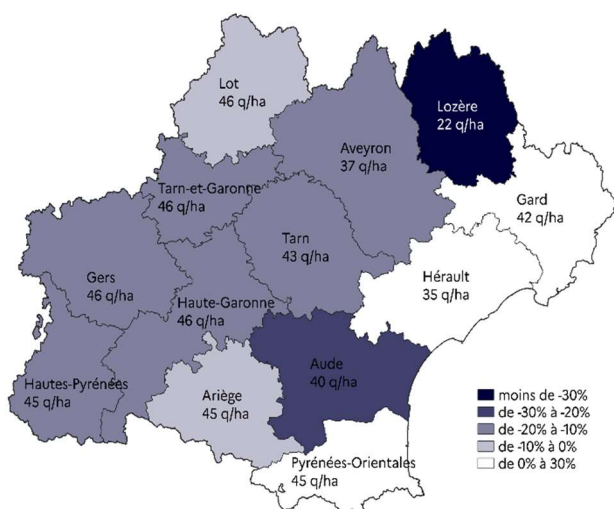 Lot
46 q/ha
Lozère
22 q/ha
Aveyron
37 q/ha
Tarn-et-Garonne
46 q/ha
Gard
42 q/ha
Tarn
43 q/ha
Gers
46 q/ha
Hérault
35 q/ha
Haute-Garonne
46 q/ha
Aude
40 q/ha
Hautes-Pyrénées
45 q/ha
Ariège
45 q/ha
Pyrénées-Orientales
45 q/ha
moins de -30%
de -30% à -20%
de -20% à -10%
de -10% à 0%
de 0% à 30%